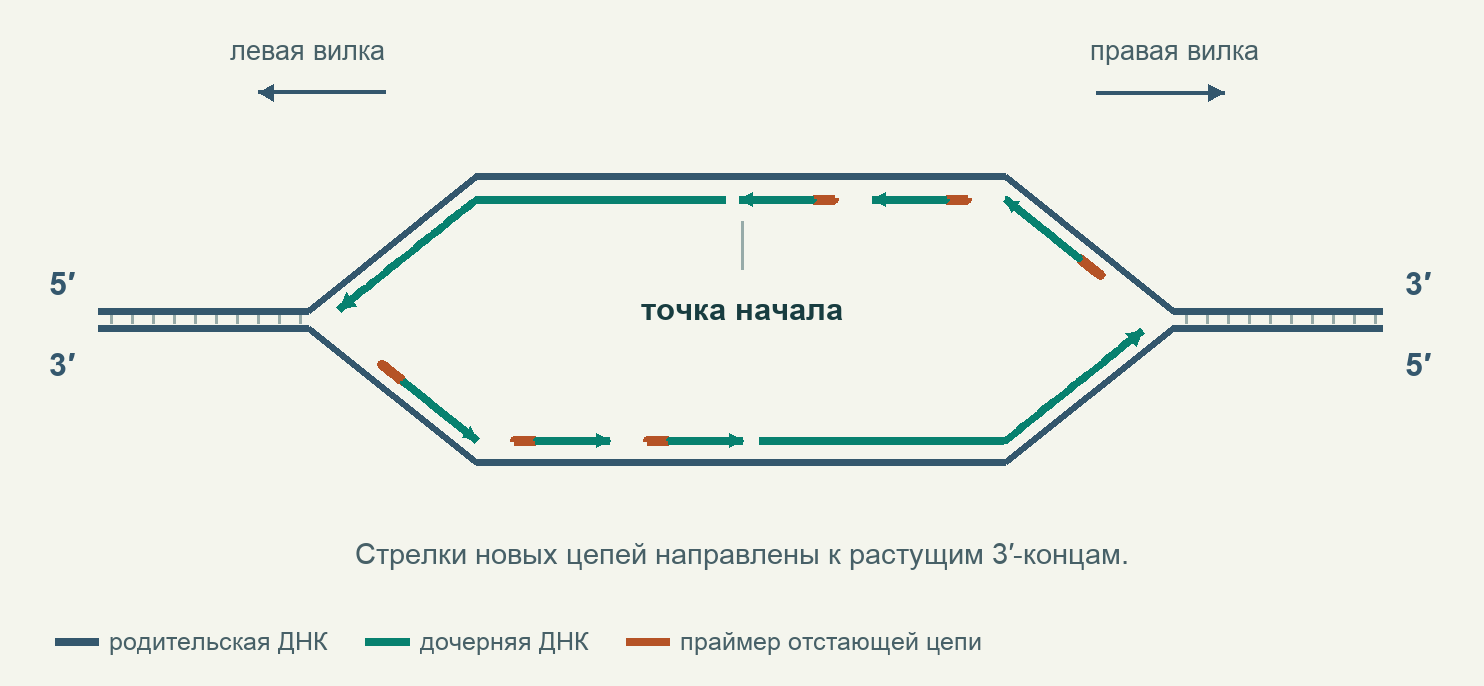 левая вилка
правая вилка
5′
3′
точка начала
3′
5′
Стрелки новых цепей направлены к растущим 3′-концам.
родительская ДНК
дочерняя ДНК
праймер отстающей цепи